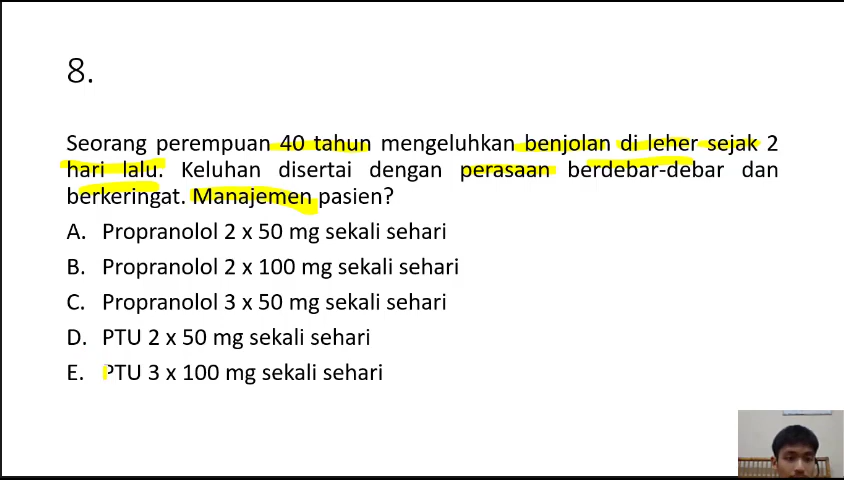 8.
Seorang perempuan 40 tahun mengeluhkan benjolan di leher sejak 2
hari lalu. Keluhan disertai dengan perasaan berdebar-debar dan
berkeringat. Manajemen pasien?
A. Propranolol 2 x 50 mg sekali sehari
B. Propranolol 2 x 100 mg sekali sehari
C. Propranolol 3 x 50 mg sekali sehari
D. PTU 2 x 50 mg sekali sehari
E. PTU 3 x 100 mg sekali sehari